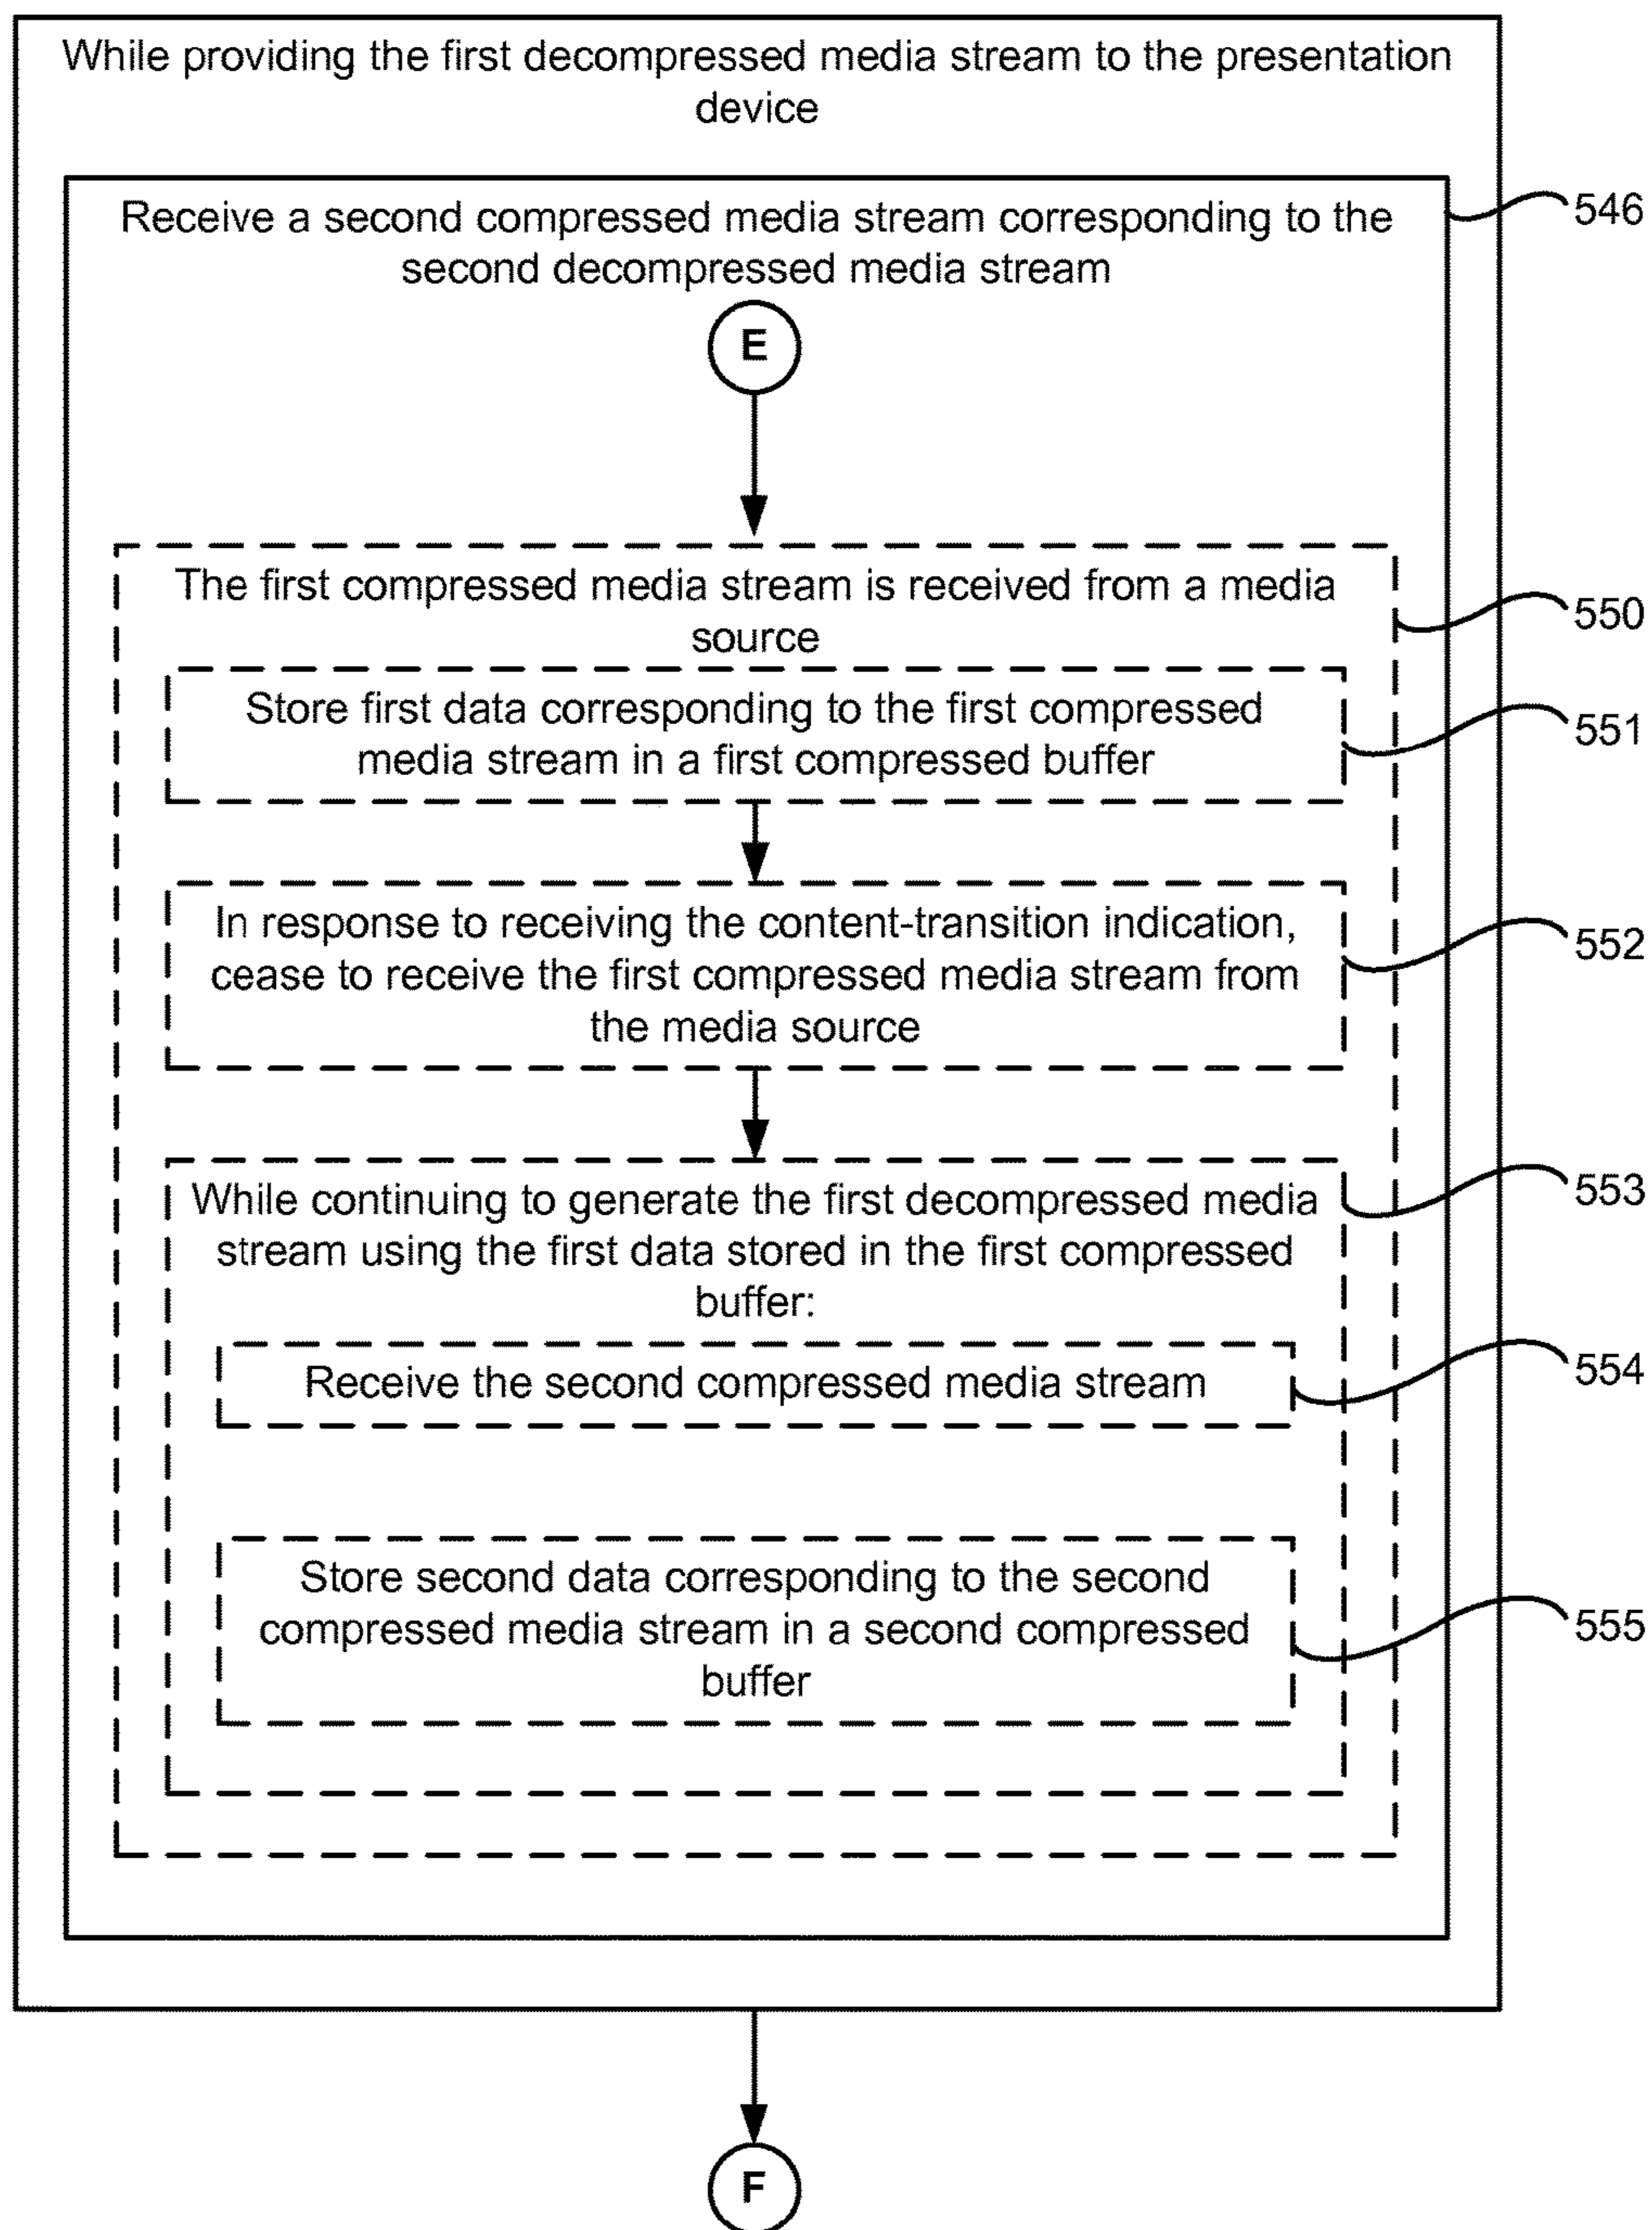 While providing the first decompressed media stream to the presentation
device
Receive a second compressed media stream corresponding to the
second decompressed media stream
546
E
The first compressed media stream is received from a media
source
550
Store first data corresponding to the first compressed
media stream in a first compressed buffer
551
In response to receiving the content-transition indication,
cease to receive the first compressed media stream from
the media source
552
While continuing to generate the first decompressed media
stream using the first data stored in the first compressed
buffer:
553
Receive the second compressed media stream
554
Store second data corresponding to the second
compressed media stream in a second compressed
buffer
555
F